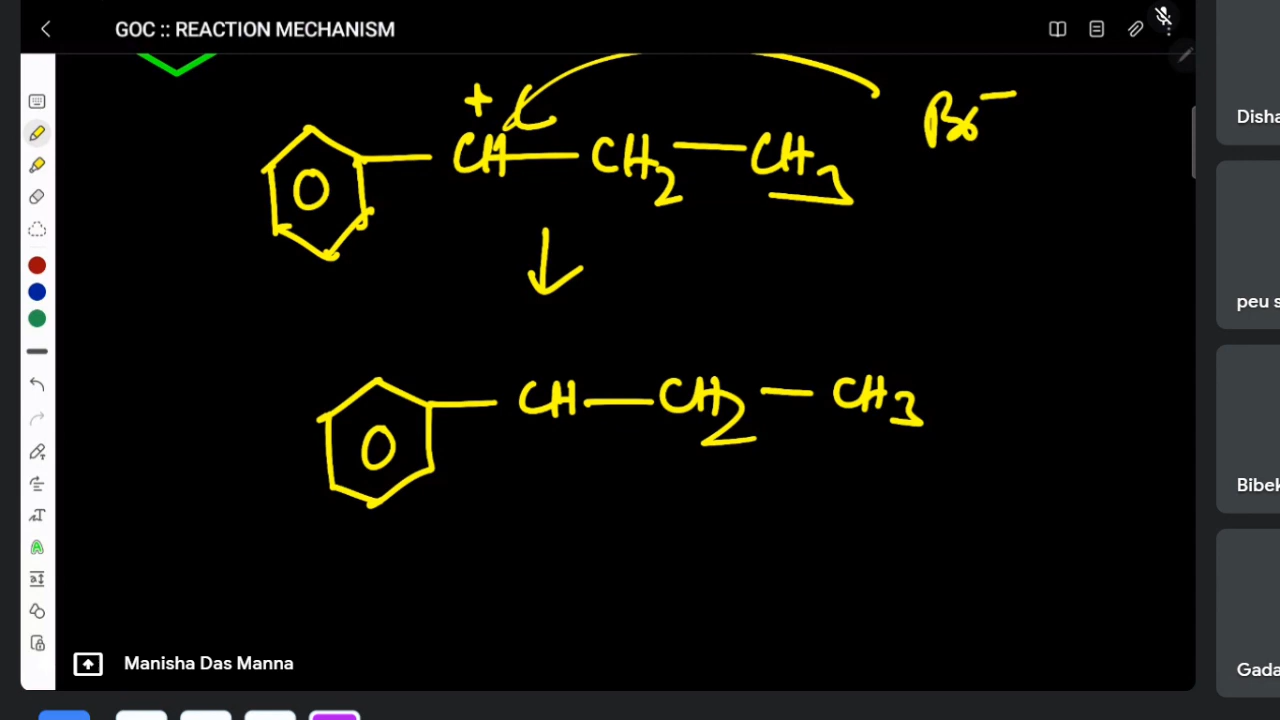 GOC :: REACTION MECHANISM
+
Br⁻
CH — CH₂ — CH₃
CH — CH₂ — CH₃
Manisha Das Manna
Disha
peu s
Bibek
Gada